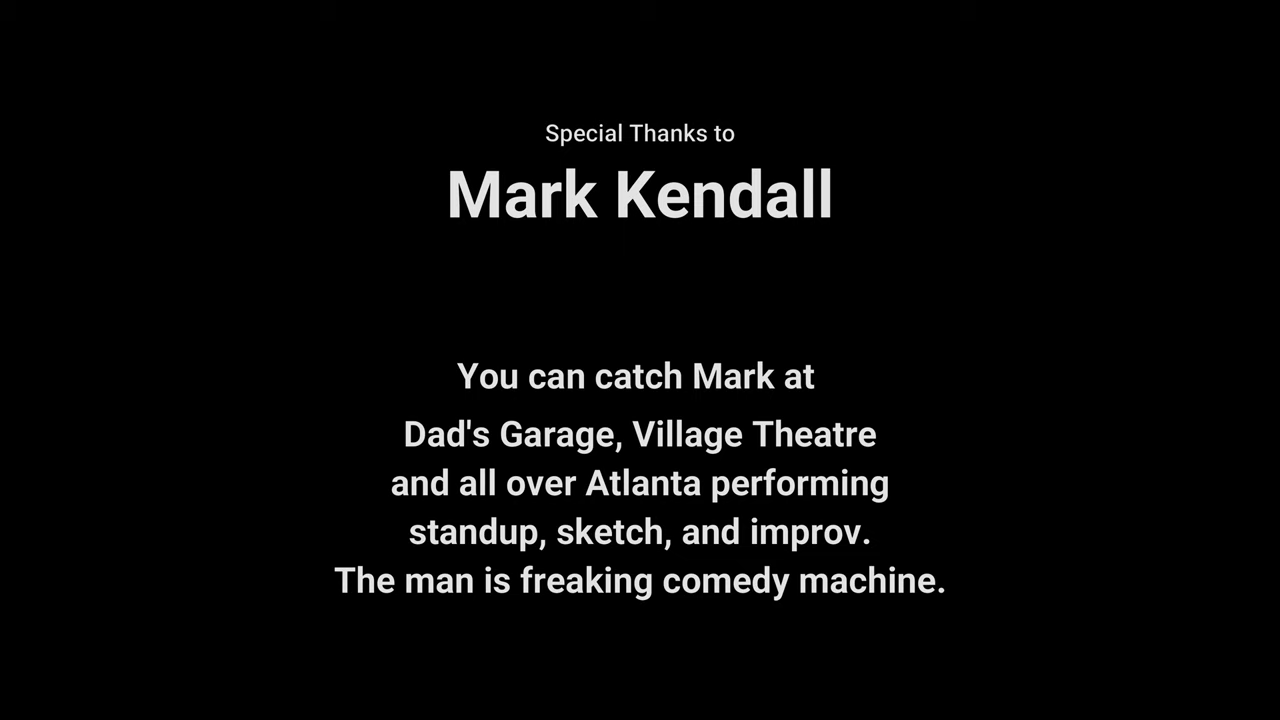 Special Thanks to
Mark Kendall
You can catch Mark at
Dad's Garage, Village Theatre
and all over Atlanta performing
standup, sketch, and improv.
The man is freaking comedy machine.